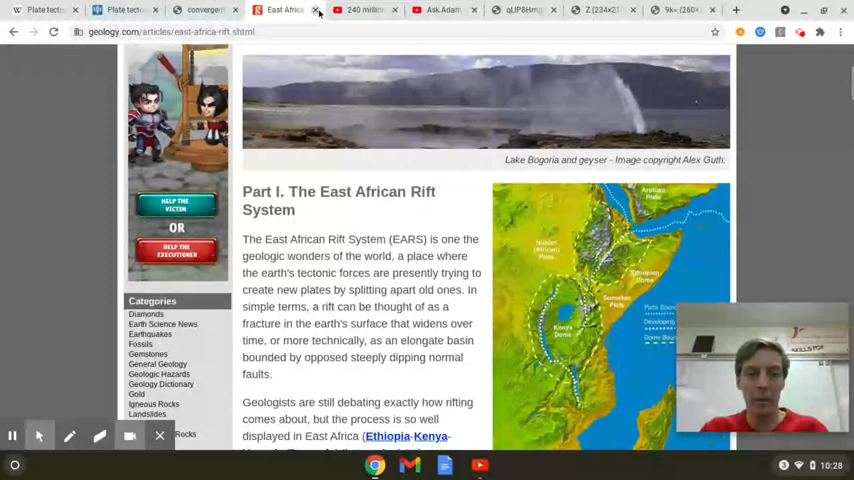 Plate tecto
Plate tecto
convergen
East Africa
240 millio
Ask Adam
qLIP8Hmg
Z (234×21
9k= (260×
geology.com/articles/east-africa-rift.shtml
Lake Bogoria and geyser - Image copyright Alex Guth.
HELP THE
VICTIM
OR
HELP THE
EXECUTIONER
Part I. The East African Rift
System
The East African Rift System (EARS) is one the
geologic wonders of the world, a place where
the earth's tectonic forces are presently trying to
create new plates by splitting apart old ones. In
simple terms, a rift can be thought of as a
fracture in the earth's surface that widens over
time, or more technically, as an elongate basin
bounded by opposed steeply dipping normal
faults.
Geologists are still debating exactly how rifting
comes about, but the process is so well
displayed in East Africa (Ethiopia-Kenya-
Arabian
Plate
Nubian
(African)
Plate
Ethiopian
Dome
Somalian
Plate
Kenya
Dome
Plate Boun
Developing
Dome Bou
Categories
Diamonds
Earth Science News
Earthquakes
Fossils
Gemstones
General Geology
Geologic Hazards
Geology Dictionary
Gold
Igneous Rocks
Landslides
Rocks
3
10:28